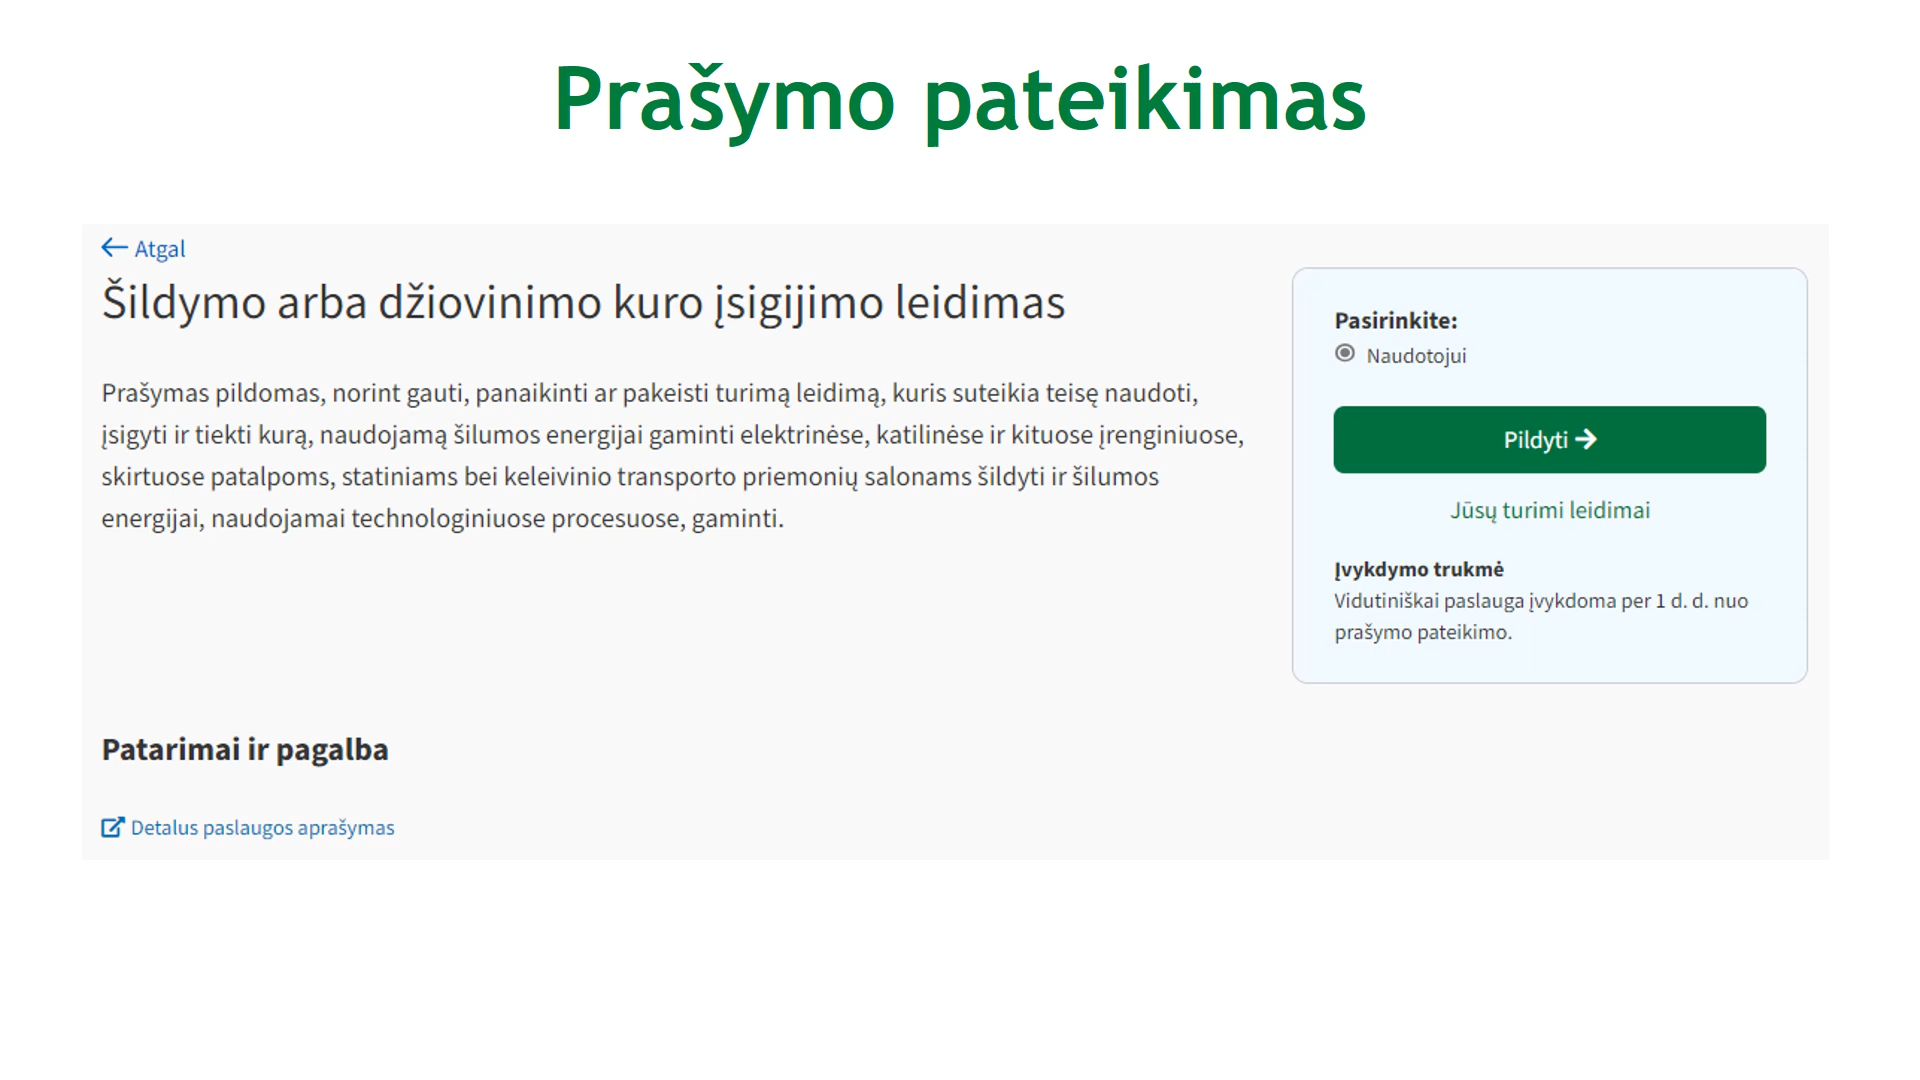 Prašymo pateikimas
Atgal
Šildymo arba džiovinimo kuro įsigijimo leidimas
Prašymas pildomas, norint gauti, panaikinti ar pakeisti turimą leidimą, kuris suteikia teisę naudoti,
įsigyti ir tiekti kurą, naudojamą šilumos energijai gaminti elektrinėse, katilinėse ir kituose įrenginiuose,
skirtuose patalpoms, statiniams bei keleivinio transporto priemonių salonams šildyti ir šilumos
energijai, naudojamai technologiniuose procesuose, gaminti.
Patarimai ir pagalba
Detalus paslaugos aprašymas
Pasirinkite:
Naudotojui
Pildyti
Jūsų turimi leidimai
Įvykdymo trukmė
Vidutiniškai paslauga įvykdoma per 1 d. d. nuo
prašymo pateikimo.